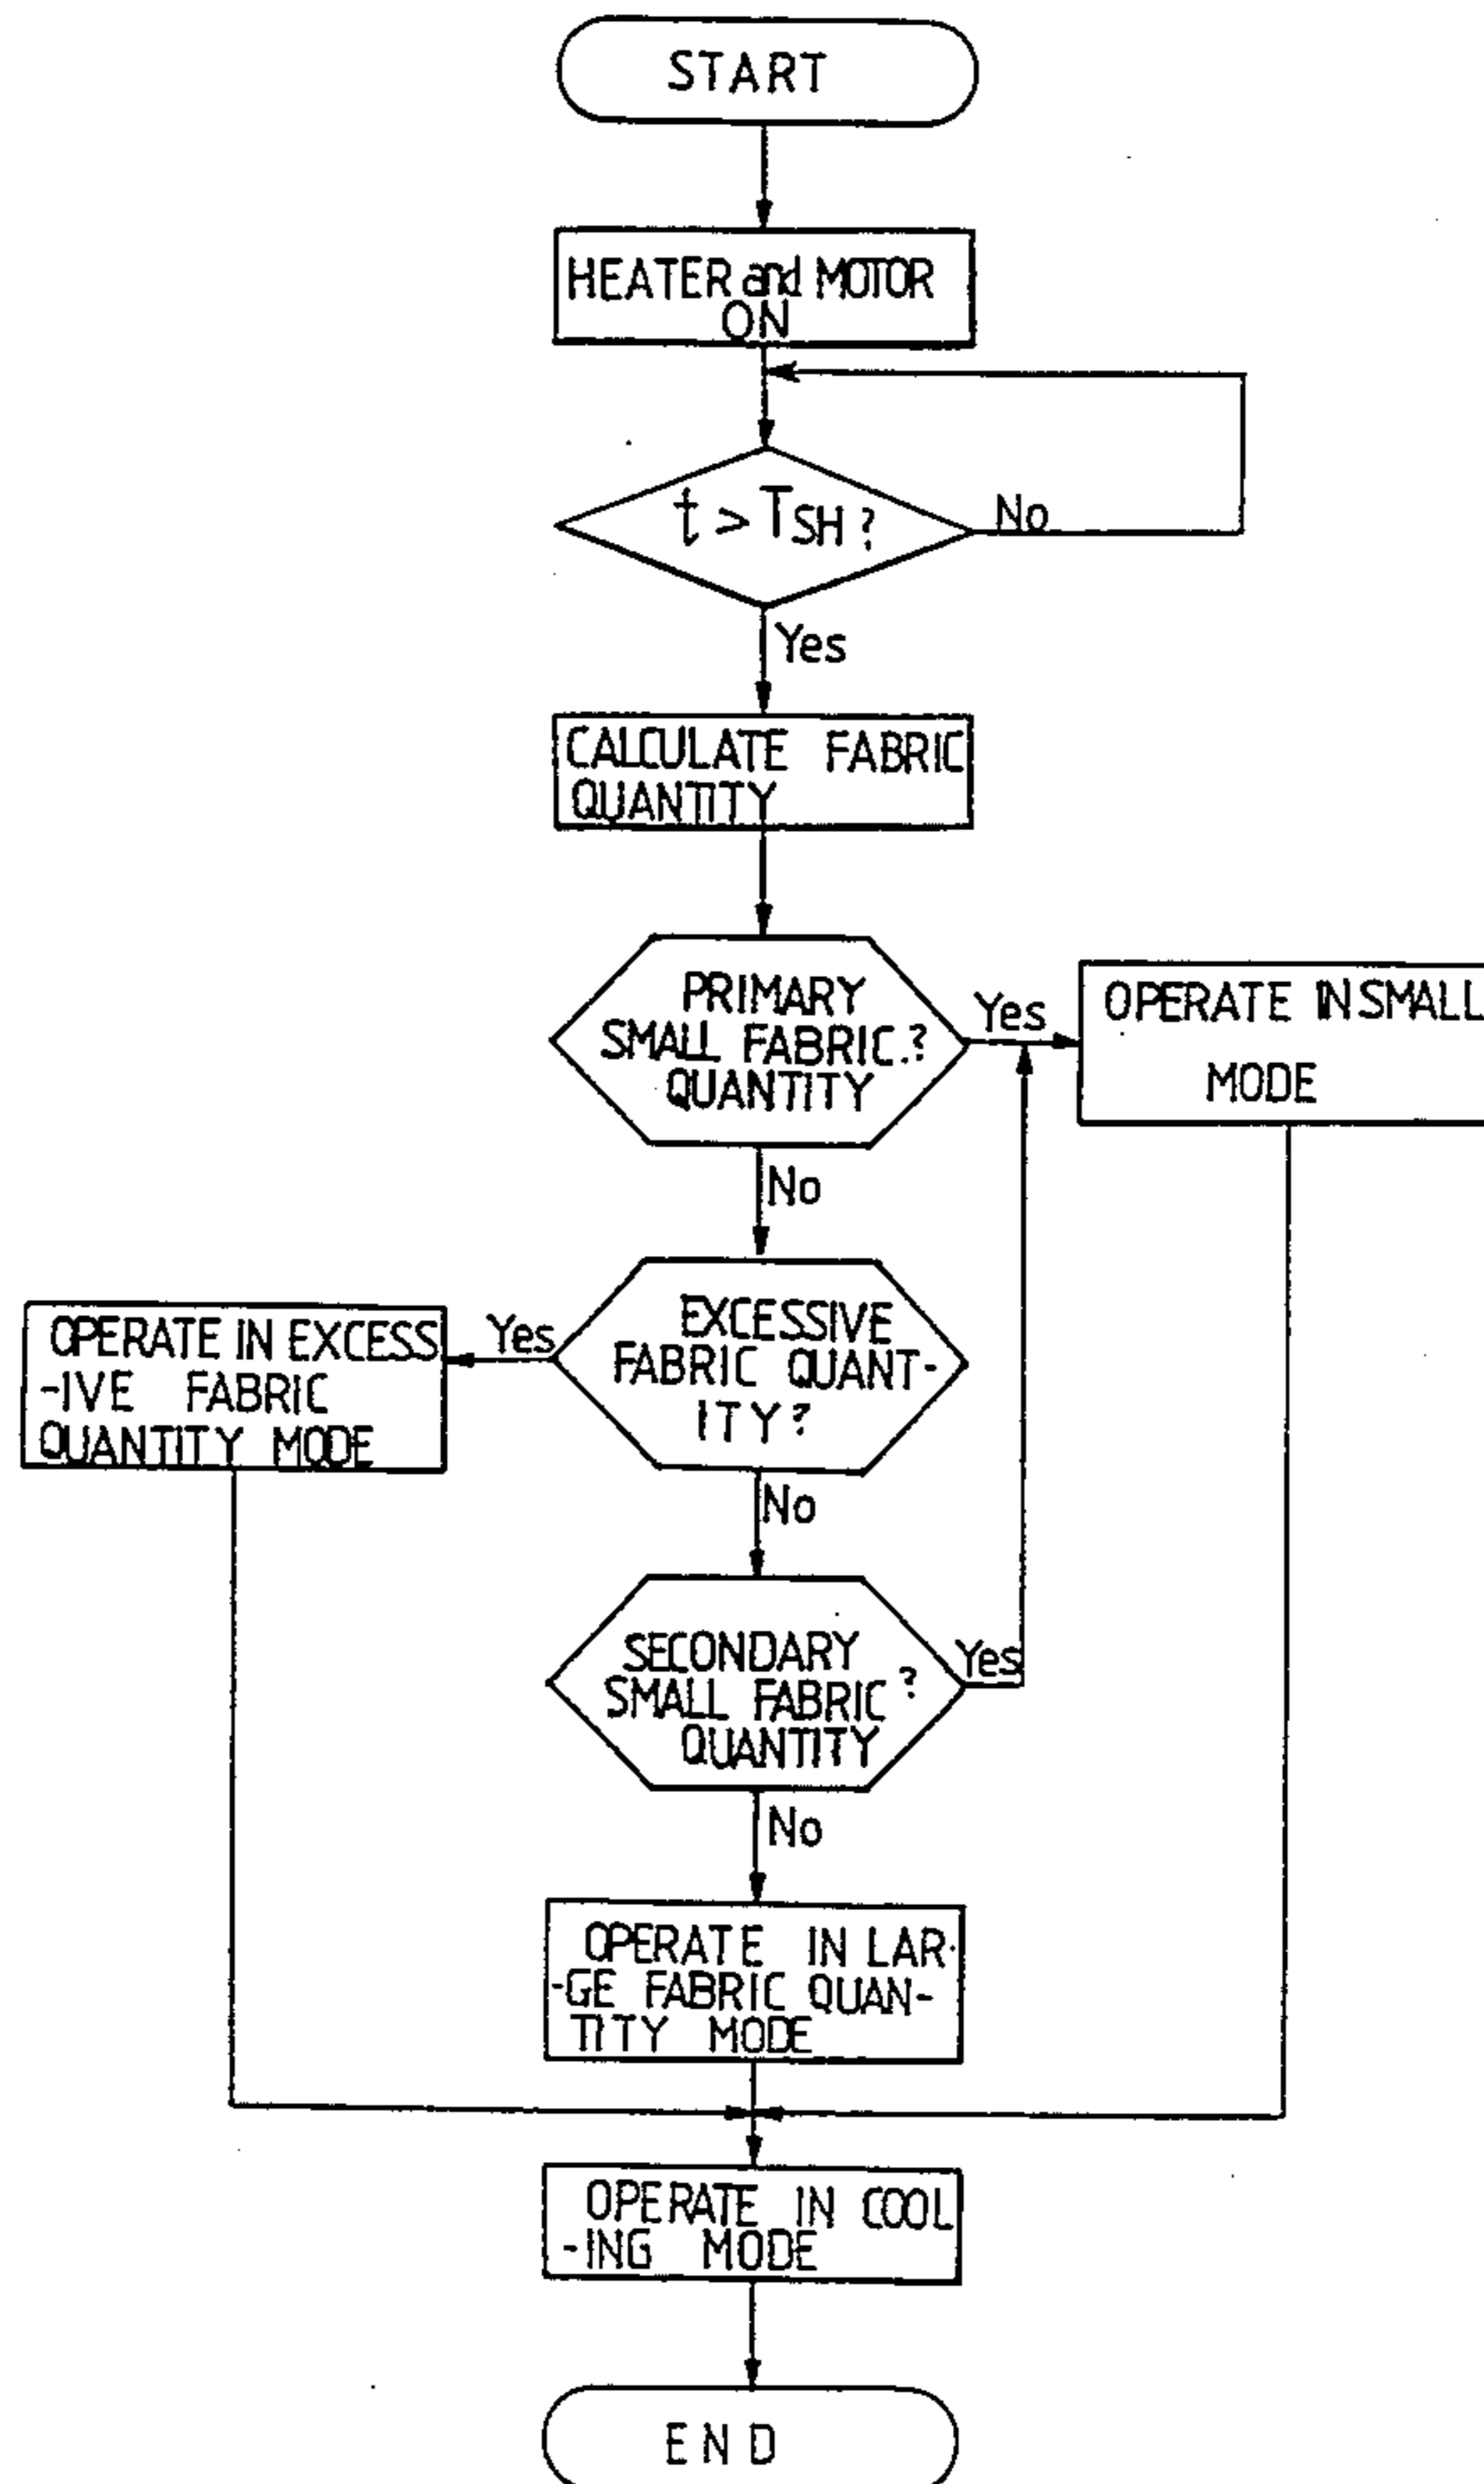 START
HEATER and MOTOR
ON
t > TSH ?
No
Yes
CALCULATE FABRIC
QUANTITY
PRIMARY
SMALL FABRIC.?
QUANTITY
Yes
OPERATE IN SMALL
MODE
No
EXCESSIVE
FABRIC QUANT-
ITY?
Yes
OPERATE IN EXCESS
-IVE FABRIC
QUANTITY MODE
No
SECONDARY
SMALL FABRIC ?
QUANTITY
Yes
No
OPERATE IN LAR-
-GE FABRIC QUAN-
TITY MODE
OPERATE IN COOL
-ING MODE
END